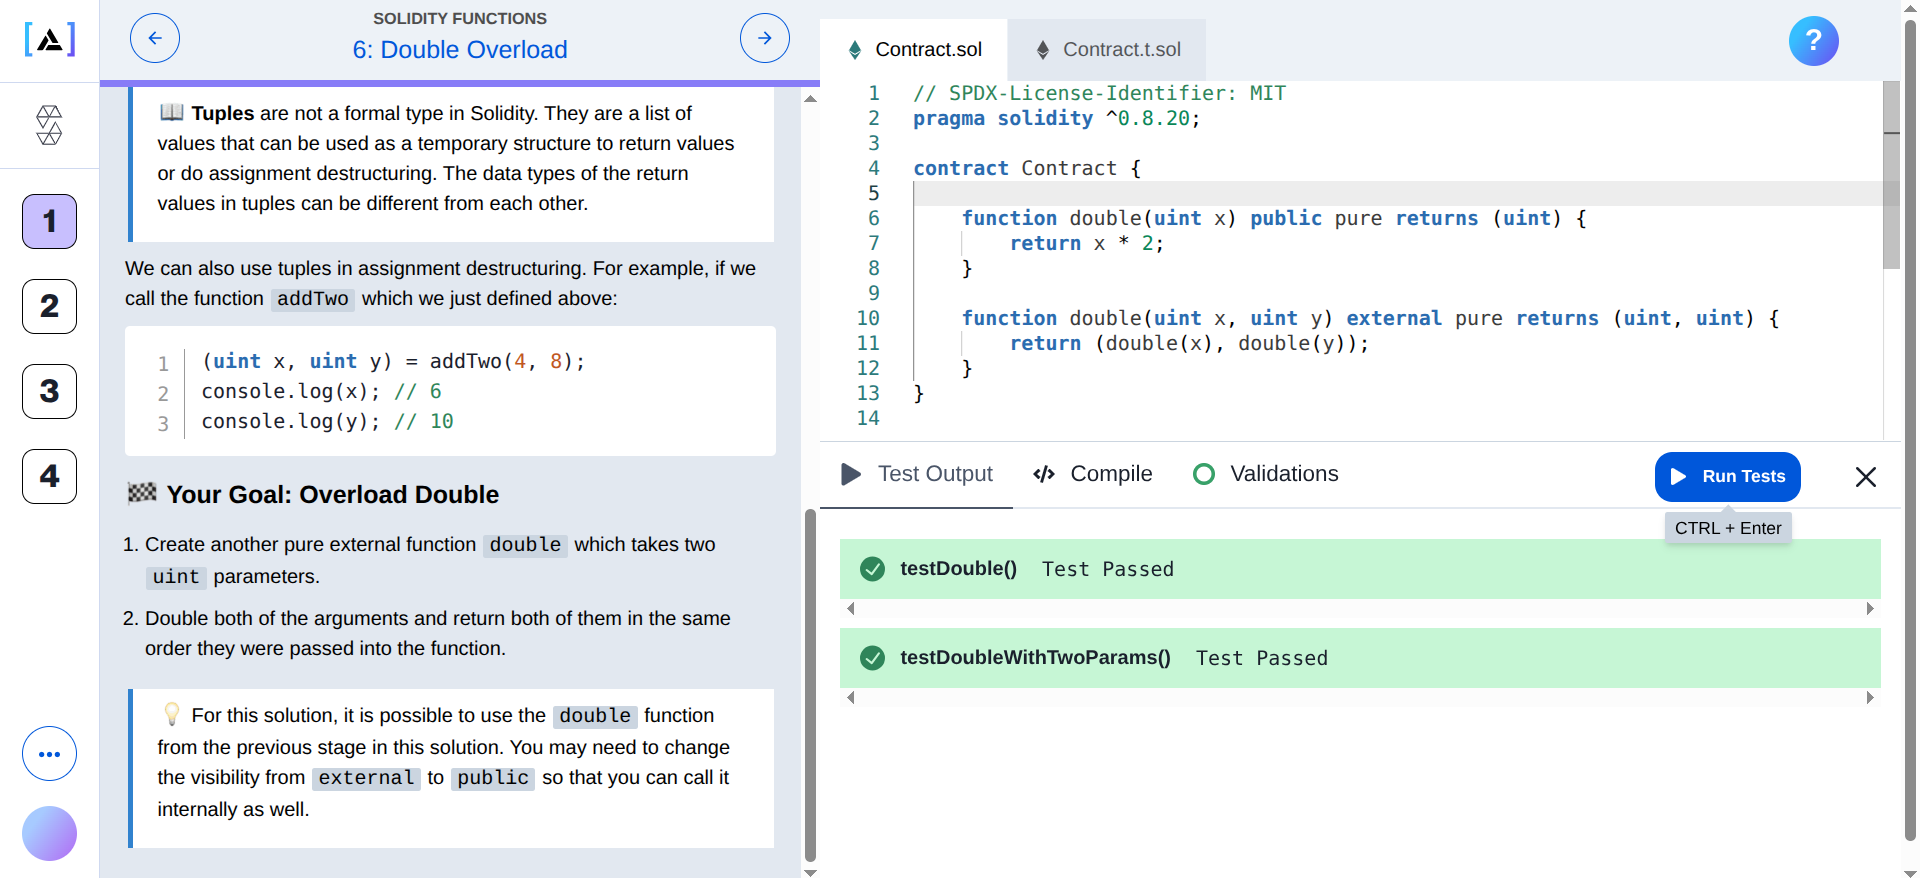 SOLIDITY FUNCTIONS
6: Double Overload
1
2
3
4
📖 Tuples are not a formal type in Solidity. They are a list of
values that can be used as a temporary structure to return values
or do assignment destructuring. The data types of the return
values in tuples can be different from each other.
We can also use tuples in assignment destructuring. For example, if we
call the function addTwo which we just defined above:
1 (uint x, uint y) = addTwo(4, 8);
2 console.log(x); // 6
3 console.log(y); // 10
🏁 Your Goal: Overload Double
1. Create another pure external function double which takes two
uint parameters.
2. Double both of the arguments and return both of them in the same
order they were passed into the function.
💡 For this solution, it is possible to use the double function
from the previous stage in this solution. You may need to change
the visibility from external to public so that you can call it
internally as well.
Contract.sol
Contract.t.sol
?
1 // SPDX-License-Identifier: MIT
2 pragma solidity ^0.8.20;
3
4 contract Contract {
5
6 function double(uint x) public pure returns (uint) {
7 return x * 2;
8 }
9
10 function double(uint x, uint y) external pure returns (uint, uint) {
11 return (double(x), double(y));
12 }
13 }
14
Test Output
Compile
Validations
Run Tests
CTRL + Enter
testDouble() Test Passed
testDoubleWithTwoParams() Test Passed